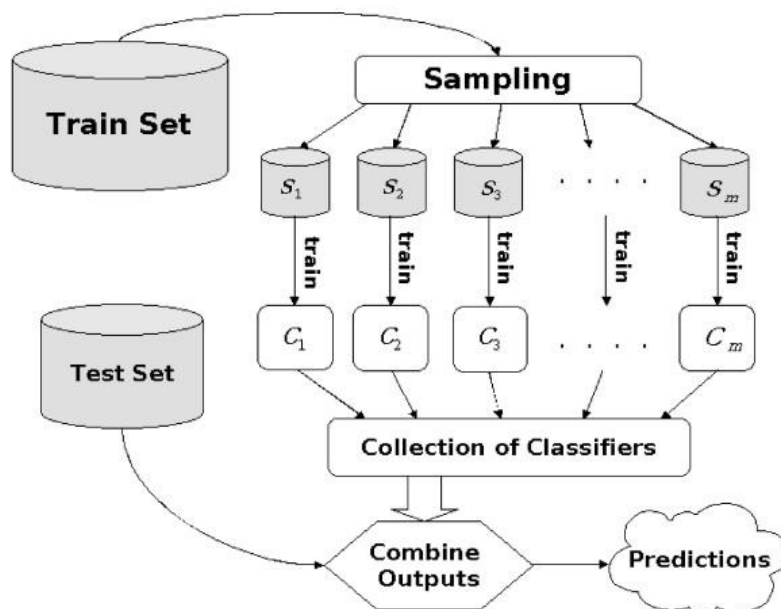 Sampling
Train Set
S₁ S₂ S₃ . . . . Sₘ
train train train train train
Test Set
C₁ C₂ C₃ . . . . Cₘ
Collection of Classifiers
Combine
Outputs
Predictions